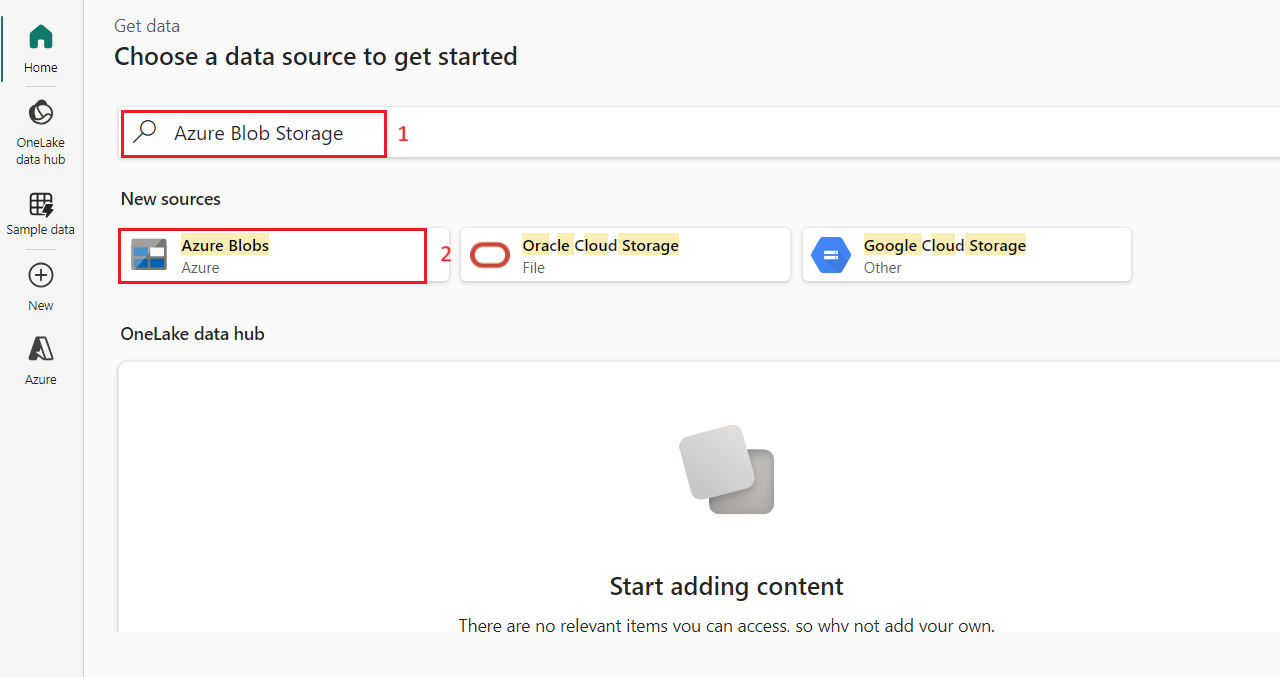 Get data
Choose a data source to get started
Home
OneLake
data hub
Sample data
New
Azure
Azure Blob Storage
1
New sources
Azure Blobs
Azure
2
Oracle Cloud Storage
File
Google Cloud Storage
Other
OneLake data hub
Start adding content
There are no relevant items you can access, so why not add your own.